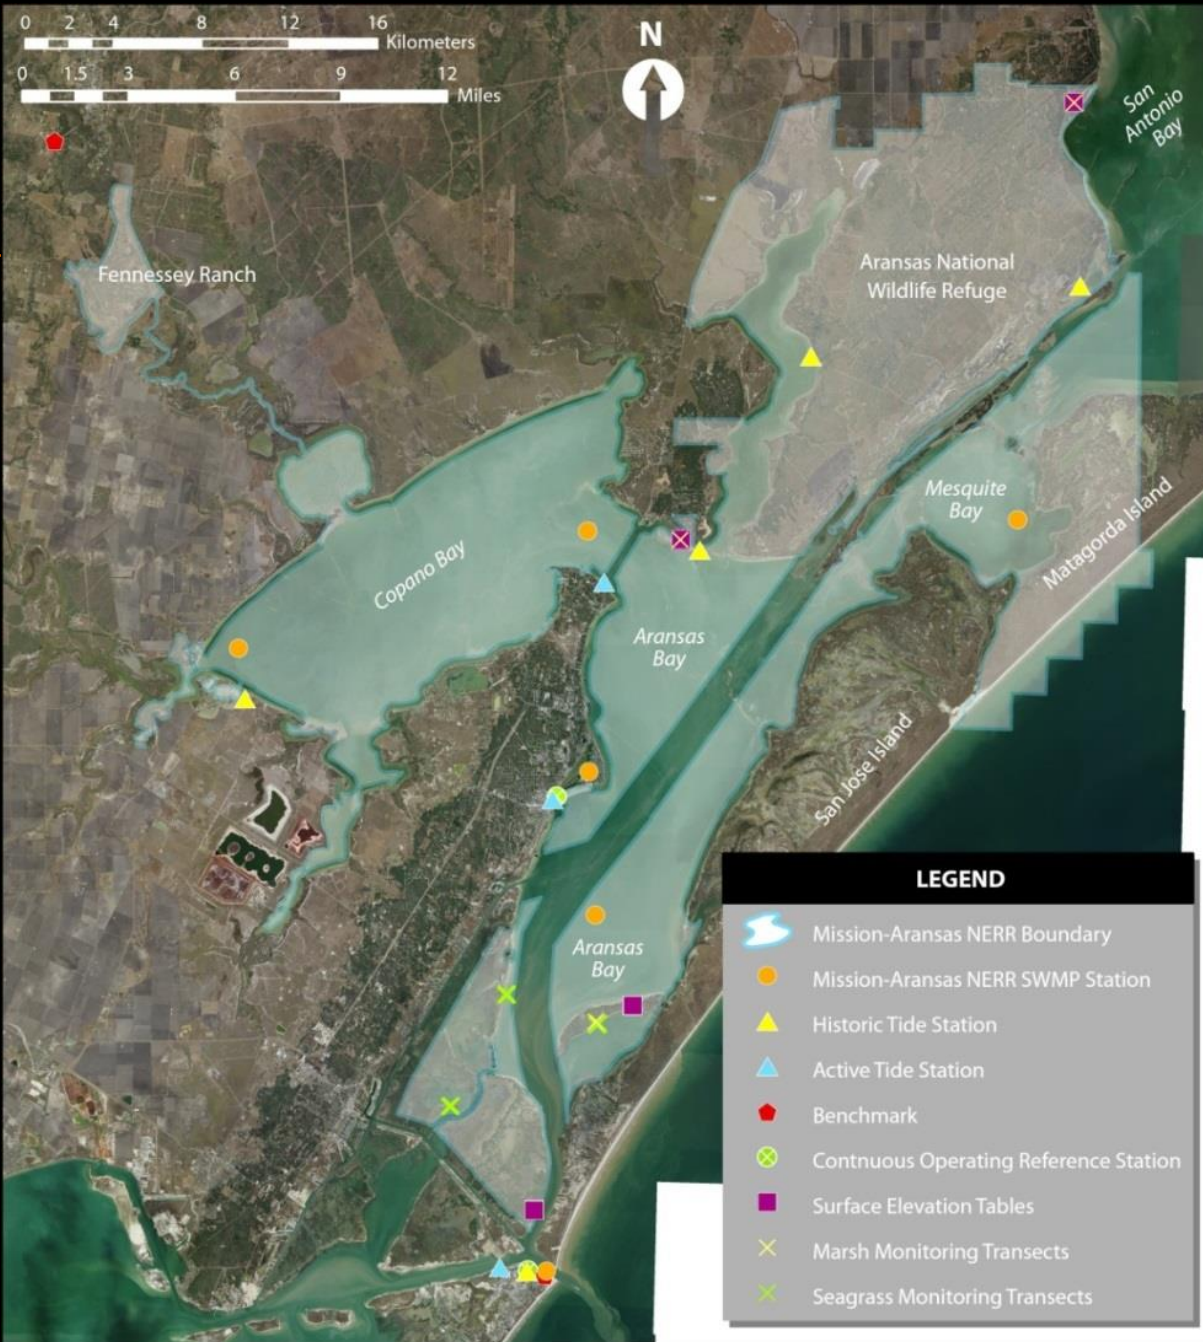 0 2 4 8 12 16
Kilometers
0 1.5 3 6 9 12
Miles
N
San
Antonio
Bay
Fennessey Ranch
Aransas National
Wildlife Refuge
Mesquite
Bay
Matagorda Island
Copano Bay
Aransas
Bay
San Jose Island
Aransas
Bay
LEGEND
Mission-Aransas NERR Boundary
Mission-Aransas NERR SWMP Station
Historic Tide Station
Active Tide Station
Benchmark
Contnuous Operating Reference Station
Surface Elevation Tables
Marsh Monitoring Transects
Seagrass Monitoring Transects